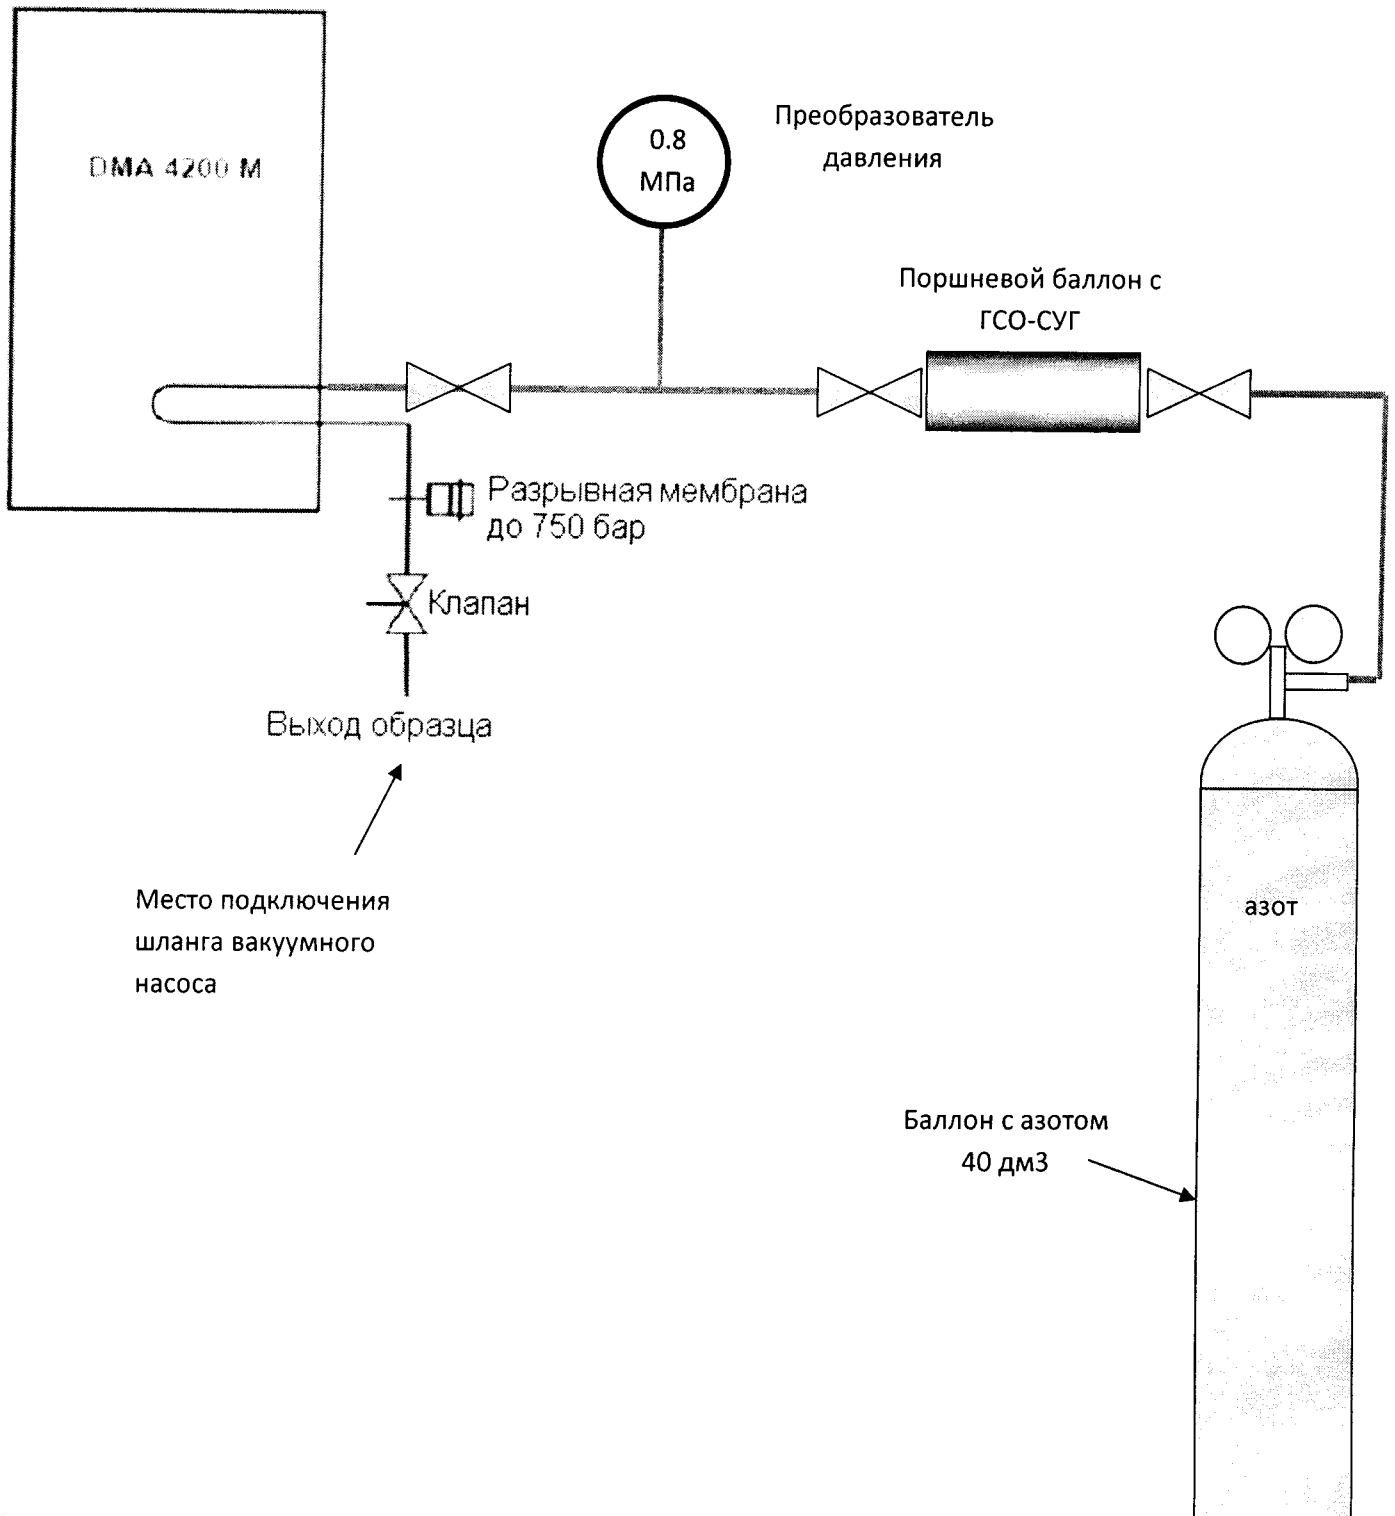 DMA 4200 M
0.8
МПа
Преобразователь
давления
Поршневой баллон с
ГСО-СУГ
Разрывная мембрана
до 750 бар
Клапан
Выход образца
Место подключения
шланга вакуумного
насоса
азот
Баллон с азотом
40 дм3